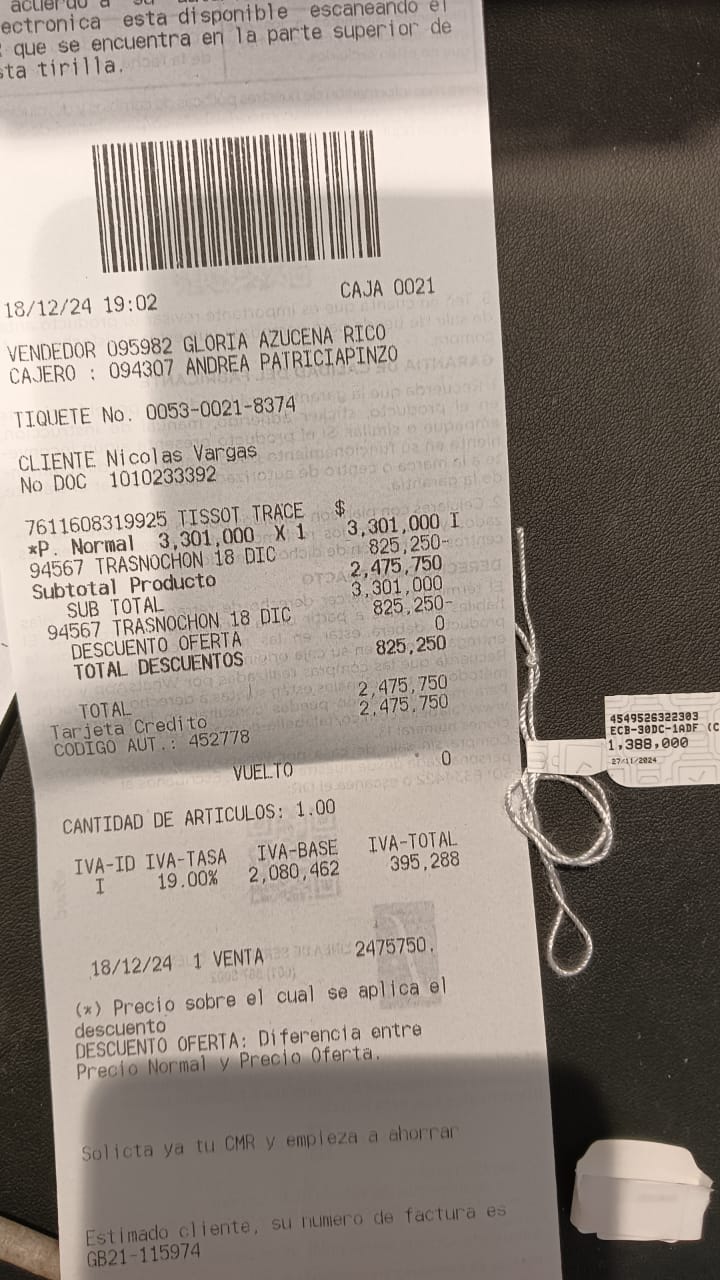 acuerdo a su
ectronica esta disponible escaneando el
que se encuentra en la parte superior de
sta tirilla.
18/12/24 19:02 CAJA 0021
VENDEDOR 095982 GLORIA AZUCENA RICO
CAJERO : 094307 ANDREA PATRICIAPINZO
TIQUETE No. 0053-0021-8374
CLIENTE Nicolas Vargas
No DOC 1010233392
7611608319925 TISSOT TRACE $
*P. Normal 3,301,000 X 1 3,301,000 I
94567 TRASNOCHON 18 DIC 825,250-
Subtotal Producto 2,475,750
SUB TOTAL 3,301,000
94567 TRASNOCHON 18 DIC 825,250-
DESCUENTO OFERTA 0
TOTAL DESCUENTOS 825,250
TOTAL 2,475,750
Tarjeta Credito 2,475,750
CODIGO AUT.: 452778
VUELTO 0
CANTIDAD DE ARTICULOS: 1.00
IVA-ID IVA-TASA IVA-BASE IVA-TOTAL
I 19.00% 2,080,462 395,288
18/12/24 1 VENTA 2475750.
(*) Precio sobre el cual se aplica el
descuento
DESCUENTO OFERTA: Diferencia entre
Precio Normal y Precio Oferta.
Solicta ya tu CMR y empieza a ahorrar
Estimado cliente, su numero de factura es
GB21-115974
4549526322303
ECB-30DC-1ADF (C
1,388,000
27/11/2024